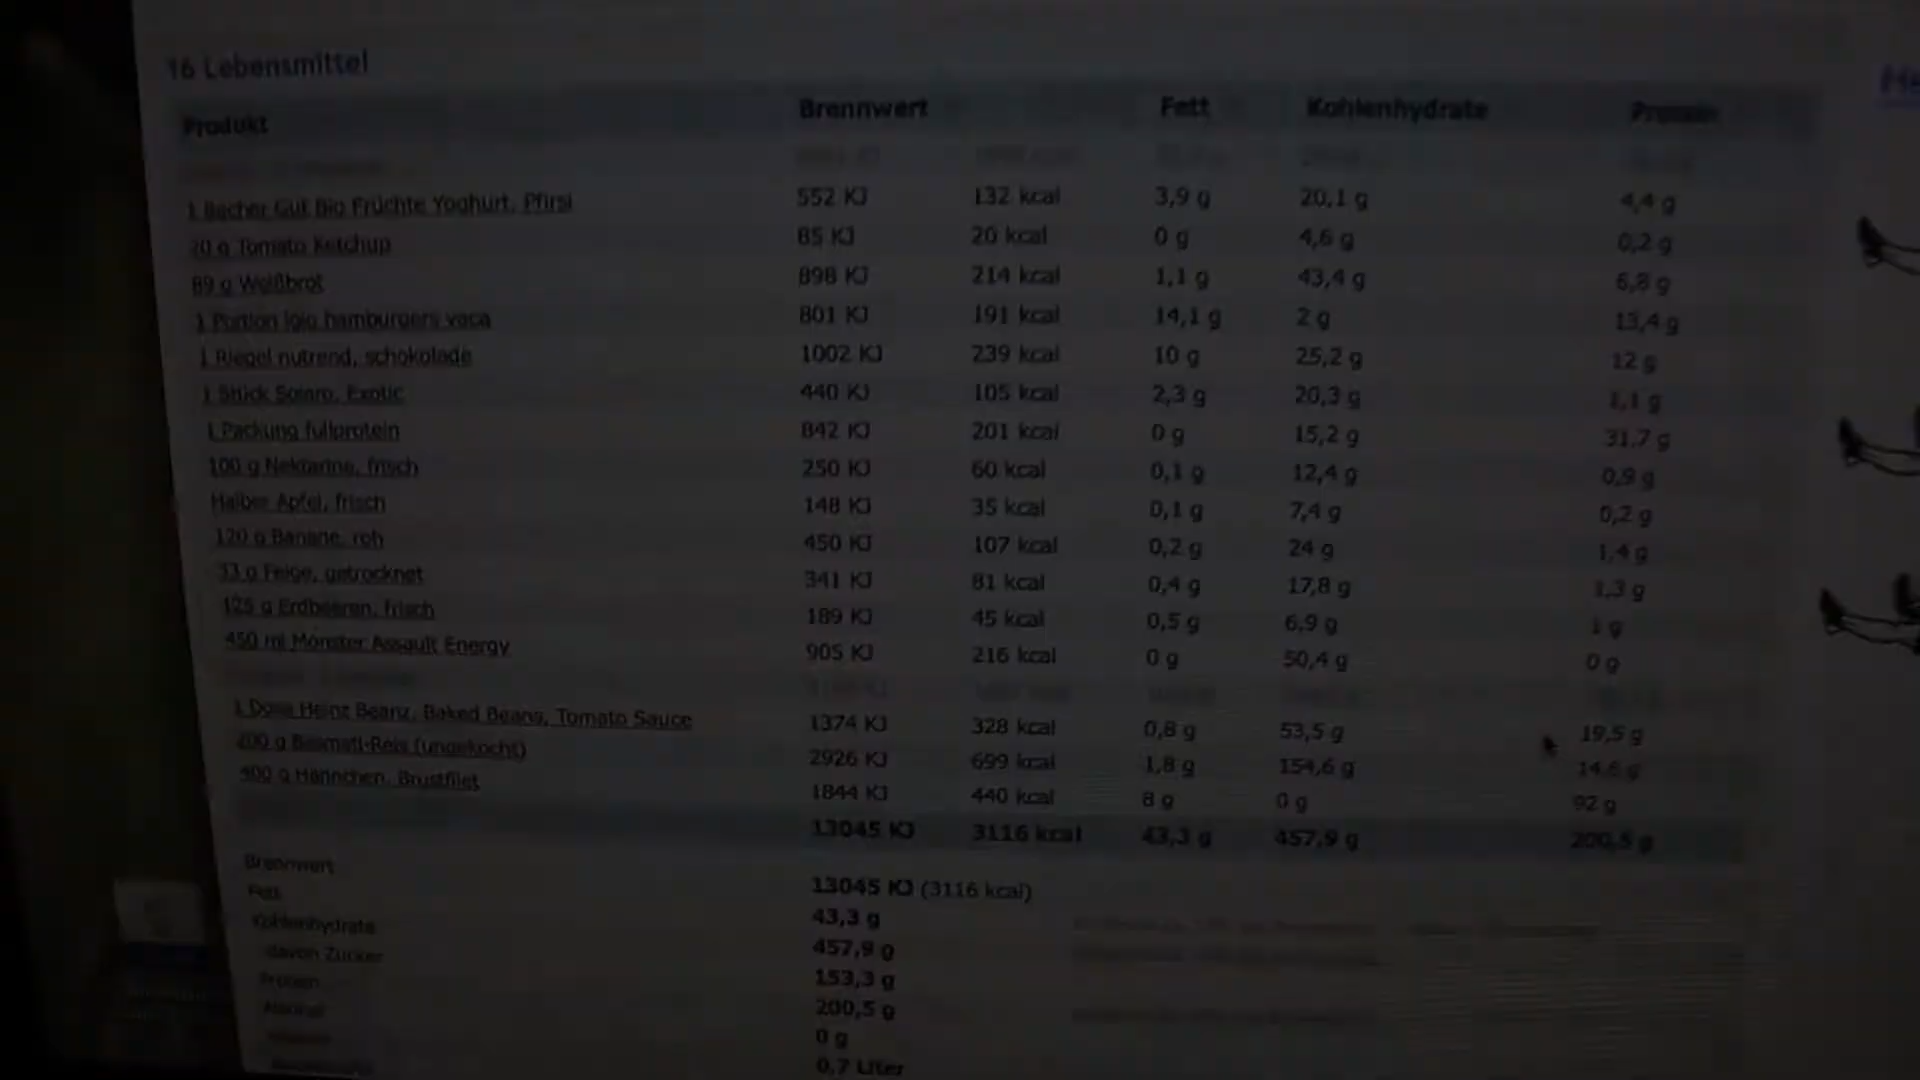 16 Lebensmittel
Produkt Brennwert Fett Kohlenhydrate Protein
1 Becher Gut Bio Früchte Yoghurt, Pfirsi 552 KJ 132 kcal 3,9 g 20,1 g 4,4 g
20 g Tomato Ketchup 85 KJ 20 kcal 0 g 4,6 g 0,2 g
89 g Weißbrot 898 KJ 214 kcal 1,1 g 43,4 g 6,8 g
1 Portion iglo hamburgers vaca 801 KJ 191 kcal 14,1 g 2 g 13,4 g
1 Riegel nutrend, schokolade 1002 KJ 239 kcal 10 g 25,2 g 12 g
1 Stück Solero, Exotic 440 KJ 105 kcal 2,3 g 20,3 g 1,1 g
1 Packung fullprotein 842 KJ 201 kcal 0 g 15,2 g 31,7 g
100 g Nektarine, frisch 250 KJ 60 kcal 0,1 g 12,4 g 0,9 g
Halber Apfel, frisch 148 KJ 35 kcal 0,1 g 7,4 g 0,2 g
120 g Banane, roh 450 KJ 107 kcal 0,2 g 24 g 1,4 g
33 g Feige, getrocknet 341 KJ 81 kcal 0,4 g 17,8 g 1,3 g
125 g Erdbeeren, frisch 189 KJ 45 kcal 0,5 g 6,9 g 1 g
450 ml Monster Assault Energy 905 KJ 216 kcal 0 g 50,4 g 0 g
1 Dose Heinz Beanz, Baked Beans, Tomato Sauce 1374 KJ 328 kcal 0,8 g 53,5 g 19,5 g
200 g Basmati-Reis (ungekocht) 2926 KJ 699 kcal 1,8 g 154,6 g 14,6 g
400 g Hähnchen, Brustfilet 1844 KJ 440 kcal 8 g 0 g 92 g
13045 KJ 3116 kcal 43,3 g 457,9 g 200,5 g
Brennwert 13045 KJ (3116 kcal)
Fett 43,3 g
Kohlenhydrate 457,9 g
davon Zucker 153,3 g
Protein 200,5 g
Alkohol 0 g
0,7 Liter